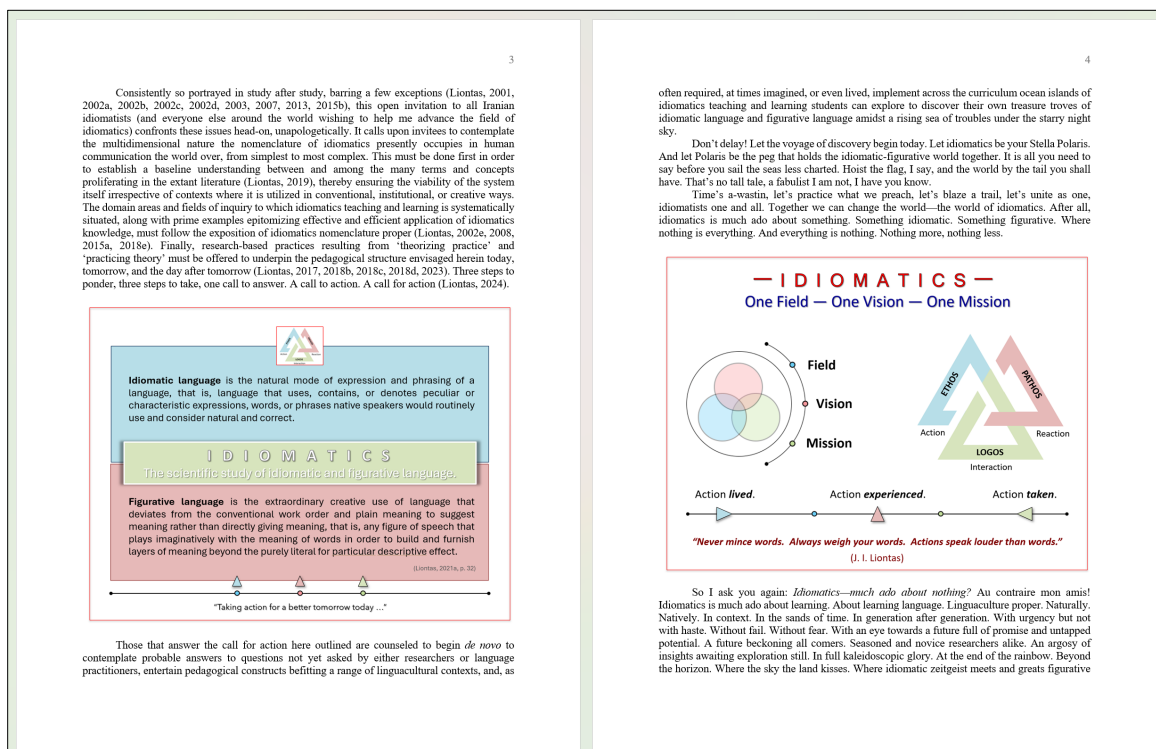 3
Consistently so portrayed in study after study, barring a few exceptions (Liontas, 2001,
2002a, 2002b, 2002c, 2002d, 2003, 2007, 2013, 2015b), this open invitation to all Iranian
idiomatists (and everyone else around the world wishing to help me advance the field of
idiomatics) confronts these issues head-on, unapologetically. It calls upon invitees to contemplate
the multidimensional nature the nomenclature of idiomatics presently occupies in human
communication the world over, from simplest to most complex. This must be done first in order
to establish a baseline understanding between and among the many terms and concepts
proliferating in the extant literature (Liontas, 2019), thereby ensuring the viability of the system
itself irrespective of contexts where it is utilized in conventional, institutional, or creative ways.
The domain areas and fields of inquiry to which idiomatics teaching and learning is systematically
situated, along with prime examples epitomizing effective and efficient application of idiomatics
knowledge, must follow the exposition of idiomatics nomenclature proper (Liontas, 2002e, 2008,
2015a, 2018e). Finally, research-based practices resulting from ‘theorizing practice’ and
‘practicing theory’ must be offered to underpin the pedagogical structure envisaged herein today,
tomorrow, and the day after tomorrow (Liontas, 2017, 2018b, 2018c, 2018d, 2023). Three steps to
ponder, three steps to take, one call to answer. A call to action. A call for action (Liontas, 2024).
Idiomatic language is the natural mode of expression and phrasing of a
language, that is, language that uses, contains, or denotes peculiar or
characteristic expressions, words, or phrases native speakers would routinely
use and consider natural and correct.
IDIOMATICS
The scientific study of idiomatic and figurative language.
Figurative language is the extraordinary creative use of language that
deviates from the conventional work order and plain meaning to suggest
meaning rather than directly giving meaning, that is, any figure of speech that
plays imaginatively with the meaning of words in order to build and furnish
layers of meaning beyond the purely literal for particular descriptive effect.
(Liontas, 2021a, p. 32)
"Taking action for a better tomorrow today ..."
Those that answer the call for action here outlined are counseled to begin de novo to
contemplate probable answers to questions not yet asked by either researchers or language
practitioners, entertain pedagogical constructs befitting a range of linguacultural contexts, and, as
4
often required, at times imagined, or even lived, implement across the curriculum ocean islands of
idiomatics teaching and learning students can explore to discover their own treasure troves of
idiomatic language and figurative language amidst a rising sea of troubles under the starry night
sky.
Don’t delay! Let the voyage of discovery begin today. Let idiomatics be your Stella Polaris.
And let Polaris be the peg that holds the idiomatic-figurative world together. It is all you need to
say before you sail the seas less charted. Hoist the flag, I say, and the world by the tail you shall
have. That’s no tall tale, a fabulist I am not, I have you know.
Time’s a-wastin, let’s practice what we preach, let’s blaze a trail, let’s unite as one,
idiomatists one and all. Together we can change the world—the world of idiomatics. After all,
idiomatics is much ado about something. Something idiomatic. Something figurative. Where
nothing is everything. And everything is nothing. Nothing more, nothing less.
— IDIOMATICS —
One Field — One Vision — One Mission
Field
Vision
Mission
ETHOS
PATHOS
Action
Reaction
LOGOS
Interaction
Action lived.
Action experienced.
Action taken.
“Never mince words. Always weigh your words. Actions speak louder than words.”
(J. I. Liontas)
So I ask you again: Idiomatics—much ado about nothing? Au contraire mon amis!
Idiomatics is much ado about learning. About learning language. Linguaculture proper. Naturally.
Natively. In context. In the sands of time. In generation after generation. With urgency but not
with haste. Without fail. Without fear. With an eye towards a future full of promise and untapped
potential. A future beckoning all comers. Seasoned and novice researchers alike. An argosy of
insights awaiting exploration still. In full kaleidoscopic glory. At the end of the rainbow. Beyond
the horizon. Where the sky the land kisses. Where idiomatic zeitgeist meets and greats figurative